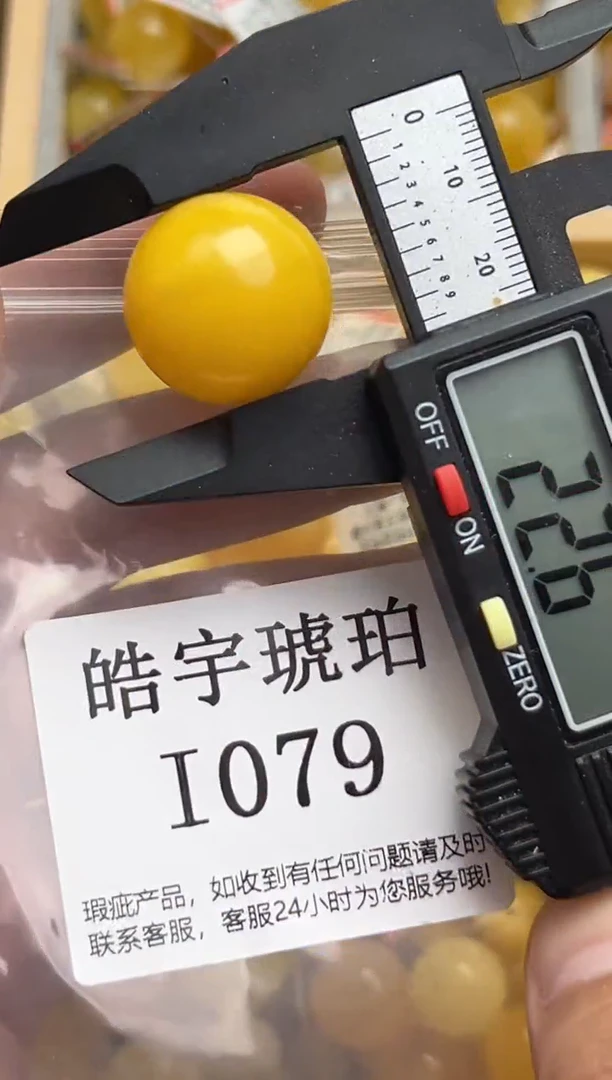 0 10 20
1 2 3 4 5 6 7 8 9
OFF
ON
ZERO
皓宇琥珀
I079
瑕疵产品，如收到有任何问题请及时
联系客服，客服24小时为您服务哦!